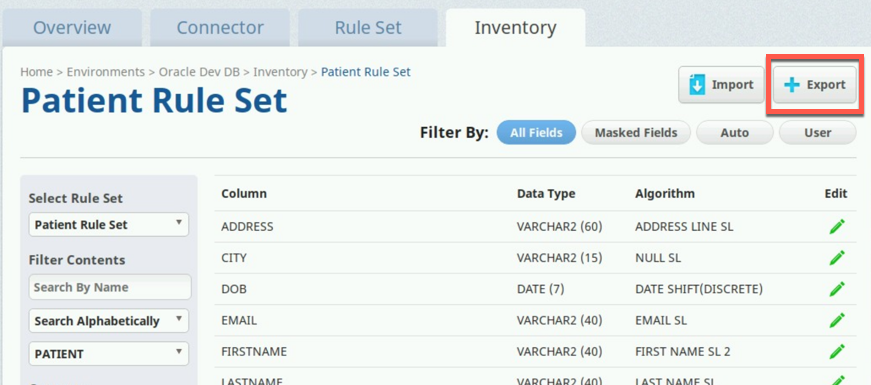 Overview Connector Rule Set Inventory
Home > Environments > Oracle Dev DB > Inventory > Patient Rule Set
Patient Rule Set
Import Export
Filter By: All Fields Masked Fields Auto User
Select Rule Set
Patient Rule Set
Filter Contents
Search By Name
Search Alphabetically
PATIENT
Column Data Type Algorithm Edit
ADDRESS VARCHAR2 (60) ADDRESS LINE SL
CITY VARCHAR2 (15) NULL SL
DOB DATE (7) DATE SHIFT(DISCRETE)
EMAIL VARCHAR2 (40) EMAIL SL
FIRSTNAME VARCHAR2 (40) FIRST NAME SL 2
LASTNAME VARCHAR2 (40) LAST NAME SL